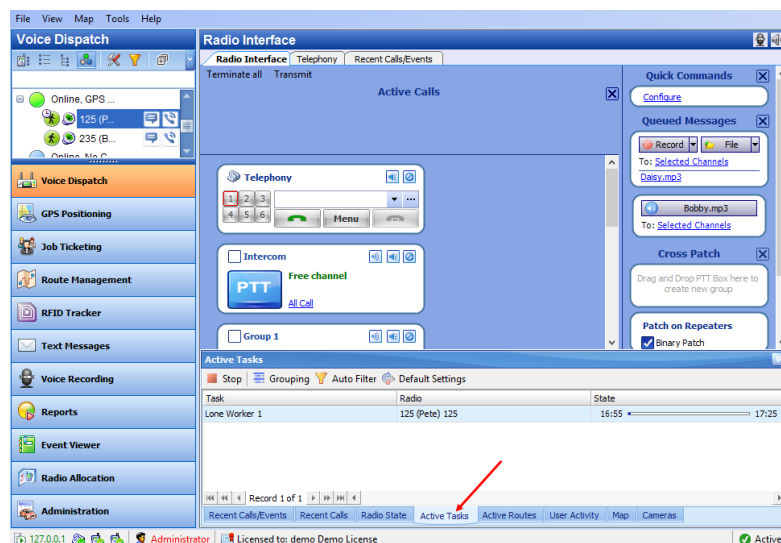 File View Map Tools Help
Voice Dispatch
Online, GPS ...
125 (P...
235 (B...
Online, No G
Voice Dispatch
GPS Positioning
Job Ticketing
Route Management
RFID Tracker
Text Messages
Voice Recording
Reports
Event Viewer
Radio Allocation
Administration
Radio Interface
Radio Interface Telephony Recent Calls/Events
Terminate all Transmit
Active Calls
Telephony
1 2 3
4 5 6 Menu
Intercom
PTT Free channel
All Call
Group 1
Quick Commands
Configure
Queued Messages
Record File
To: Selected Channels
Daisy.mp3
Bobby.mp3
To: Selected Channels
Cross Patch
Drag and Drop PTT Box here to
create new group
Patch on Repeaters
Binary Patch
Active Tasks
Stop Grouping Auto Filter Default Settings
Task Radio State
Lone Worker 1 125 (Pete) 125 16:55 17:25
Record 1 of 1
Recent Calls/Events Recent Calls Radio State Active Tasks Active Routes User Activity Map Cameras
127.0.0.1 Administrator Licensed to: demo Demo License Active